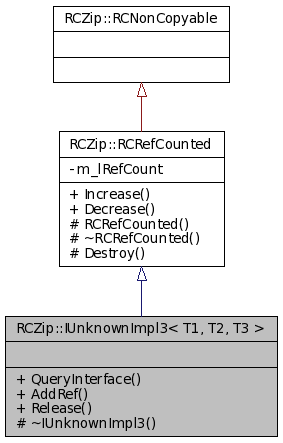 RCZip::RCNonCopyable
RCZip::RCRefCounted
- m_lRefCount
+ Increase()
+ Decrease()
# RCRefCounted()
# ~RCRefCounted()
# Destroy()
RCZip::IUnknownImpl3< T1, T2, T3 >
+ QueryInterface()
+ AddRef()
+ Release()
# ~IUnknownImpl3()